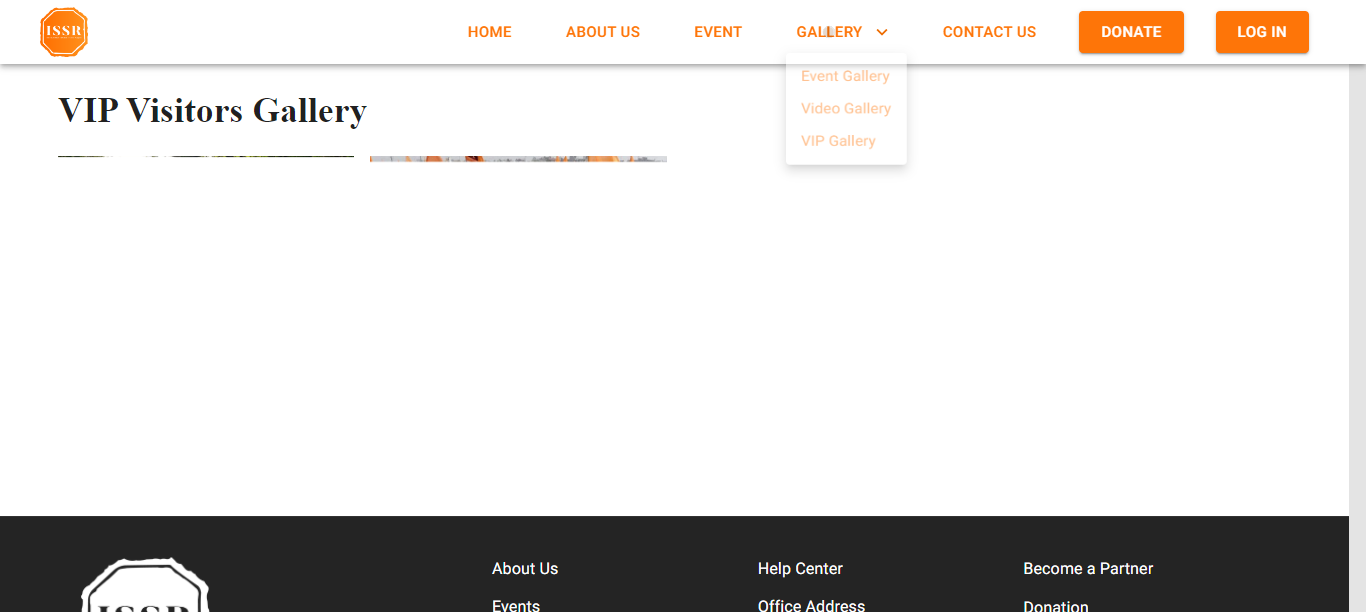 ISSR
HOME ABOUT US EVENT GALLERY CONTACT US DONATE LOG IN
Event Gallery
Video Gallery
VIP Gallery
VIP Visitors Gallery
ISSR
About Us Help Center Become a Partner
Events Office Address Donation